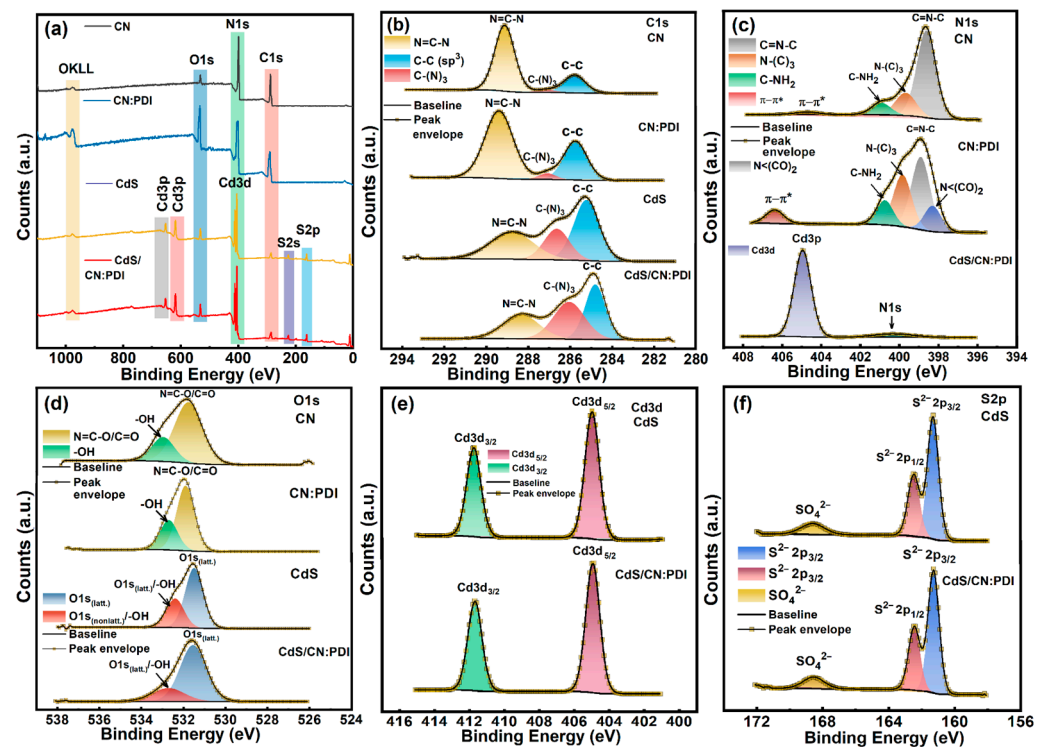 (a)
CN
CN:PDI
CdS
CdS/
CN:PDI
OKLL
O1s
N1s
C1s
Cd3p
Cd3p
Cd3d
S2s
S2p
Counts (a.u.)
1000 800 600 400 200 0
Binding Energy (eV)
(b)
C1s
CN
N=C-N
C-C (sp³)
C-(N)₃
Baseline
Peak
envelope
N=C-N
C-(N)₃
C-C
CN:PDI
N=C-N
C-(N)₃
C-C
CdS
N=C-N
C-(N)₃
C-C
CdS/CN:PDI
N=C-N
C-(N)₃
C-C
Counts (a.u.)
294 292 290 288 286 284 282 280
Binding Energy (eV)
(c)
N1s
CN
C=N-C
N-(C)₃
C-NH₂
π−π*
Baseline
Peak
envelope
N<(CO)₂
C=N-C
N-(C)₃
C-NH₂
π−π*
CN:PDI
C=N-C
N-(C)₃
C-NH₂
N<(CO)₂
π−π*
Cd3d
CdS/CN:PDI
Cd3p
N1s
Counts (a.u.)
408 406 404 402 400 398 396 394
Binding Energy (eV)
(d)
O1s
CN
N=C-O/C=O
-OH
Baseline
Peak
envelope
N=C-O/C=O
-OH
CN:PDI
N=C-O/C=O
-OH
CdS
O1s(latt.)
O1s(latt.)/-OH
O1s(latt.)
O1s(nonlatt.)/-OH
Baseline
Peak envelope
CdS/CN:PDI
O1s(latt.)
O1s(latt.)/-OH
Counts (a.u.)
538 536 534 532 530 528 526 524
Binding Energy (eV)
(e)
Cd3d
CdS
Cd3d₅/₂
Cd3d₃/₂
Cd3d₅/₂
Cd3d₃/₂
Baseline
Peak envelope
CdS/CN:PDI
Cd3d₅/₂
Cd3d₃/₂
Counts (a.u.)
416 414 412 410 408 406 404 402 400
Binding Energy (eV)
(f)
S2p
CdS
S²⁻ 2p₃/₂
S²⁻ 2p₁/₂
SO₄²⁻
S²⁻ 2p₃/₂
S²⁻ 2p₃/₂
SO₄²⁻
Baseline
Peak envelope
S²⁻ 2p₃/₂
CdS/CN:PDI
S²⁻ 2p₁/₂
SO₄²⁻
Counts (a.u.)
172 168 164 160 156
Binding Energy (eV)